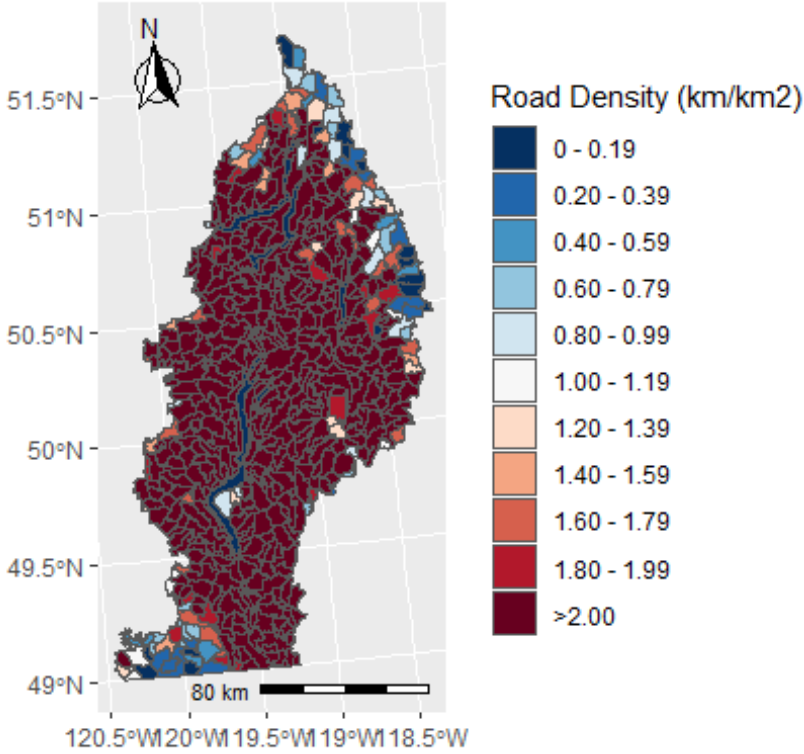 N
51.5°N
51°N
50.5°N
50°N
49.5°N
49°N
80 km
120.5°W
120°W
119.5°W
119°W
118.5°W
Road Density (km/km2)
0 - 0.19
0.20 - 0.39
0.40 - 0.59
0.60 - 0.79
0.80 - 0.99
1.00 - 1.19
1.20 - 1.39
1.40 - 1.59
1.60 - 1.79
1.80 - 1.99
>2.00